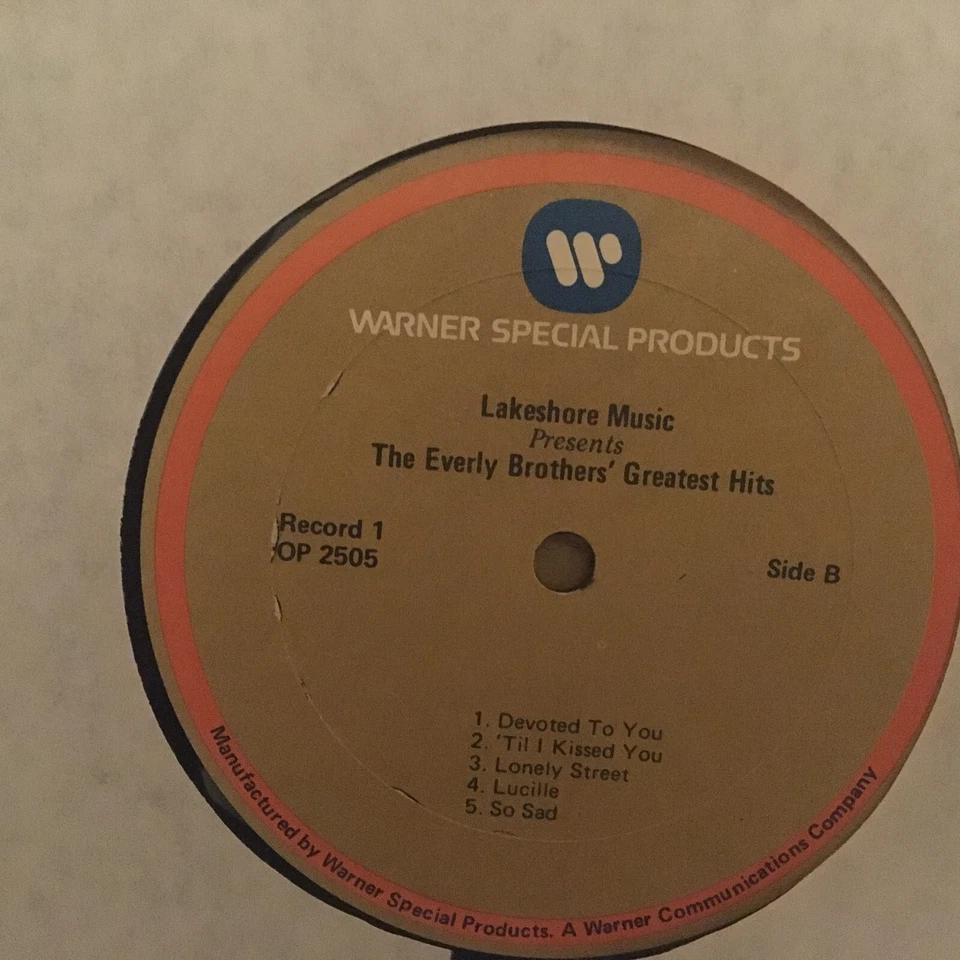 WARNER SPECIAL PRODUCTS
Lakeshore Music
Presents
The Everly Brothers' Greatest Hits
Record 1
OP 2505
Side B
1. Devoted To You
2. 'Til I Kissed You
3. Lonely Street
4. Lucille
5. So Sad
Manufactured by Warner Special Products. A Warner Communications Company